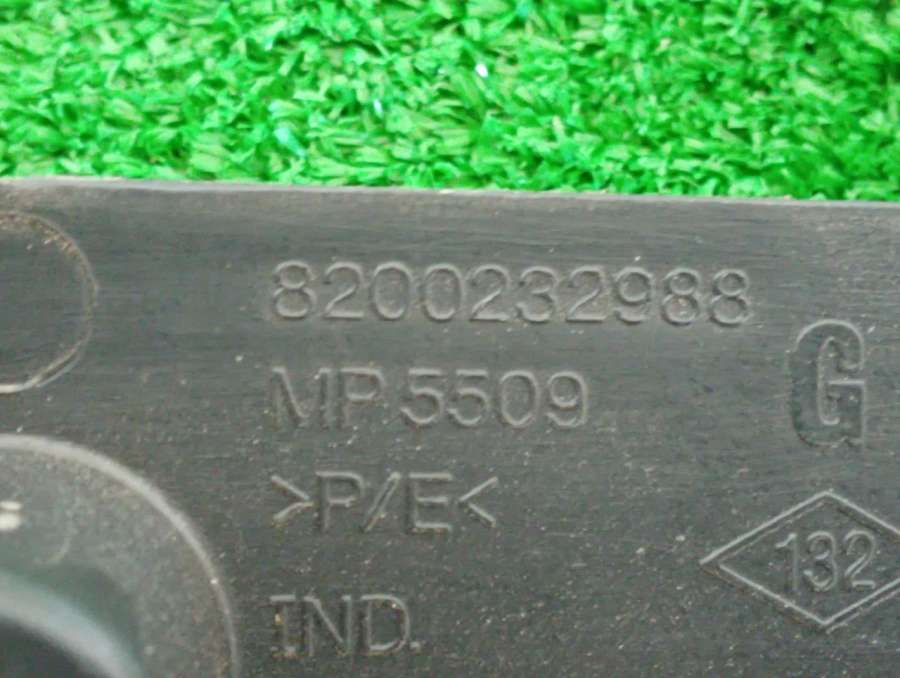 8200232988
G
MP.5509
>P/E<
132
IND.